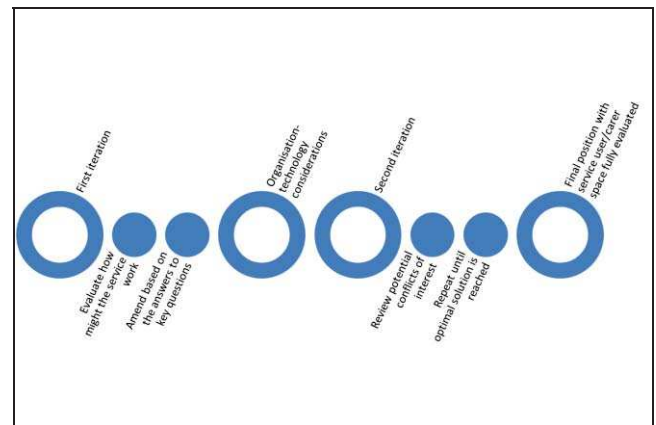 First iteration
Evaluate how
might the service
work
Amend based on
the answers to
key questions
Organisation-
technology
considerations
Second iteration
Review potential
conflicts of
interest
Repeat until
optimal solution is
reached
Final position with
service user/carer
space fully evaluated